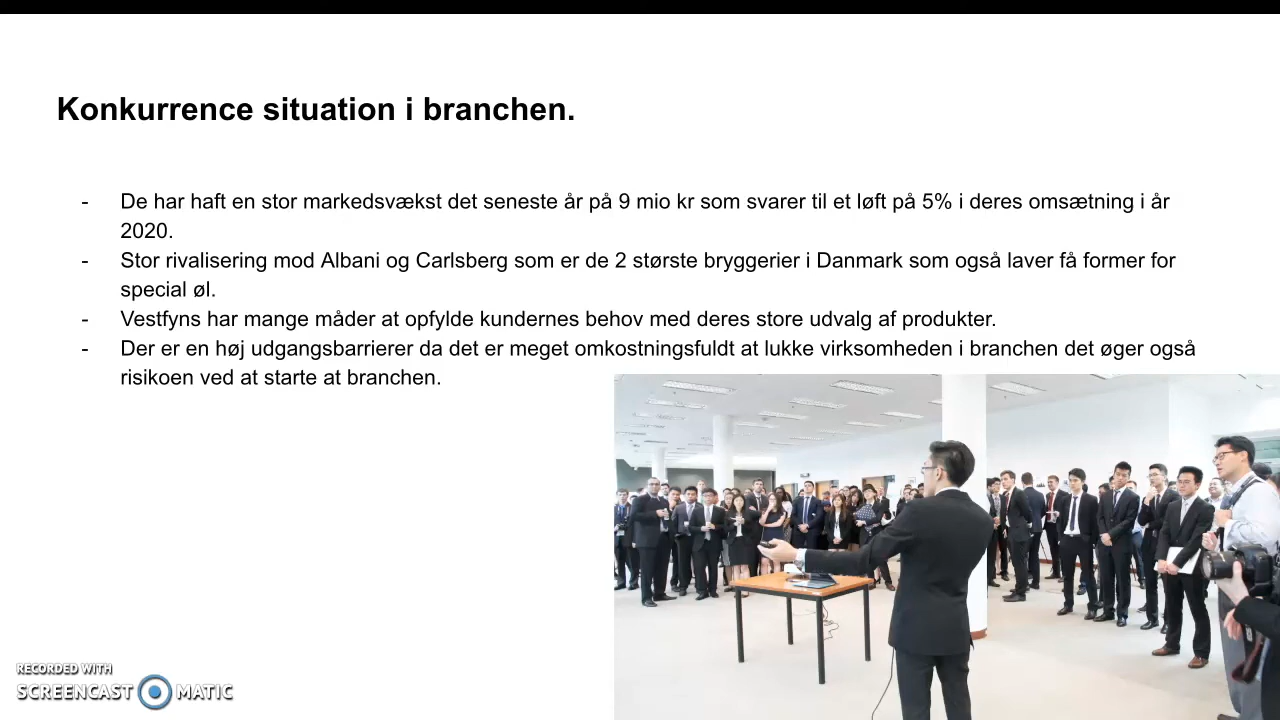 Konkurrence situation i branchen.
- De har haft en stor markedsvækst det seneste år på 9 mio kr som svarer til et løft på 5% i deres omsætning i år
2020.
- Stor rivalisering mod Albani og Carlsberg som er de 2 største bryggerier i Danmark som også laver få former for
special øl.
- Vestfyns har mange måder at opfylde kundernes behov med deres store udvalg af produkter.
- Der er en høj udgangsbarrierer da det er meget omkostningsfuldt at lukke virksomheden i branchen det øger også
risikoen ved at starte at branchen.
RECORDED WITH
SCREENCAST MATIC